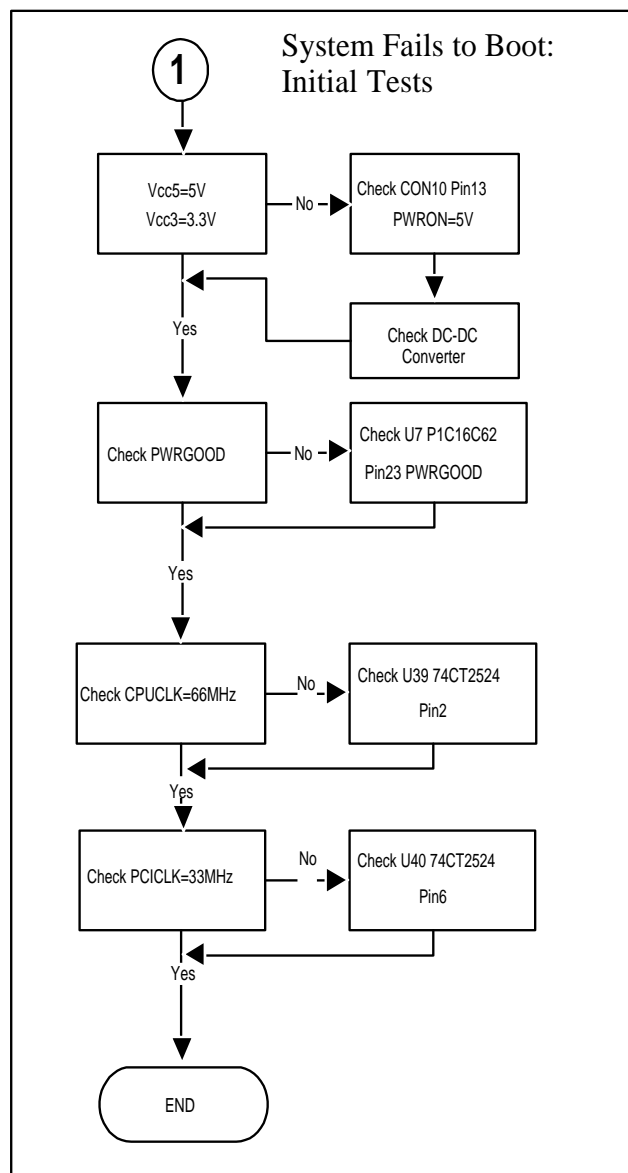 System Fails to Boot:
Initial Tests
1
Vcc5=5V
Vcc3=3.3V
No
Check CON10 Pin13
PWRON=5V
Check DC-DC
Converter
Yes
Check PWRGOOD
No
Check U7 P1C16C62
Pin23 PWRGOOD
Yes
Check CPUCLK=66MHz
No
Check U39 74CT2524
Pin2
Yes
Check PCICLK=33MHz
No
Check U40 74CT2524
Pin6
Yes
END